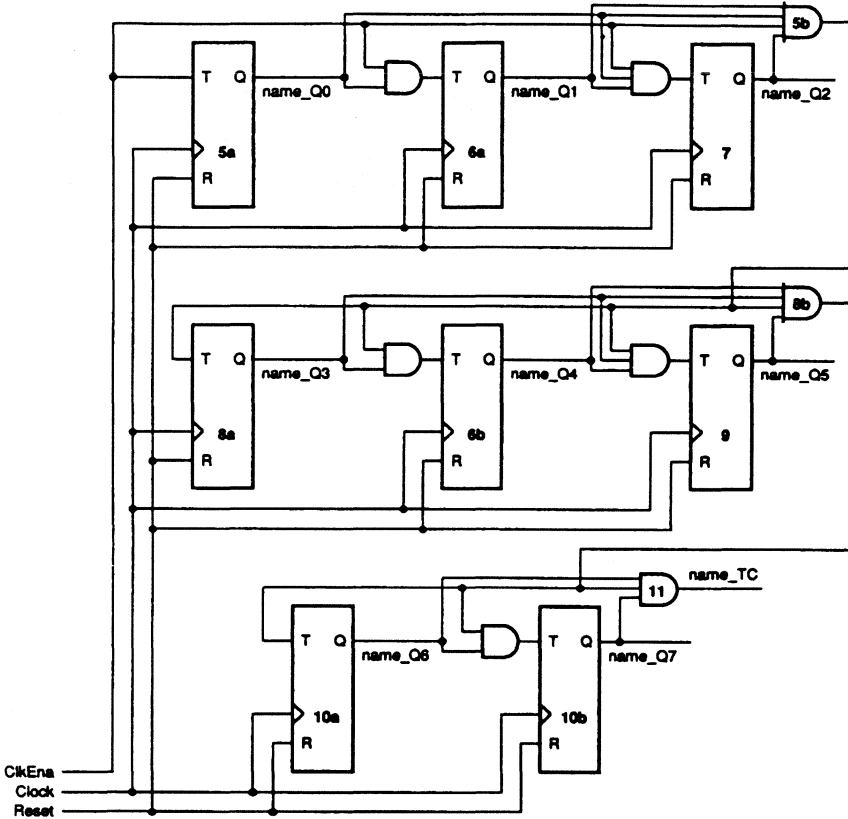 5b
T Q
name_Q0
T Q
name_Q1
T Q
name_Q2
5a
6a
7
R
R
R
8b
T Q
name_Q3
T Q
name_Q4
T Q
name_Q5
8a
6b
9
R
R
R
name_TC
11
T Q
name_Q6
T Q
name_Q7
10a
10b
R
R
ClkEna
Clock
Reset